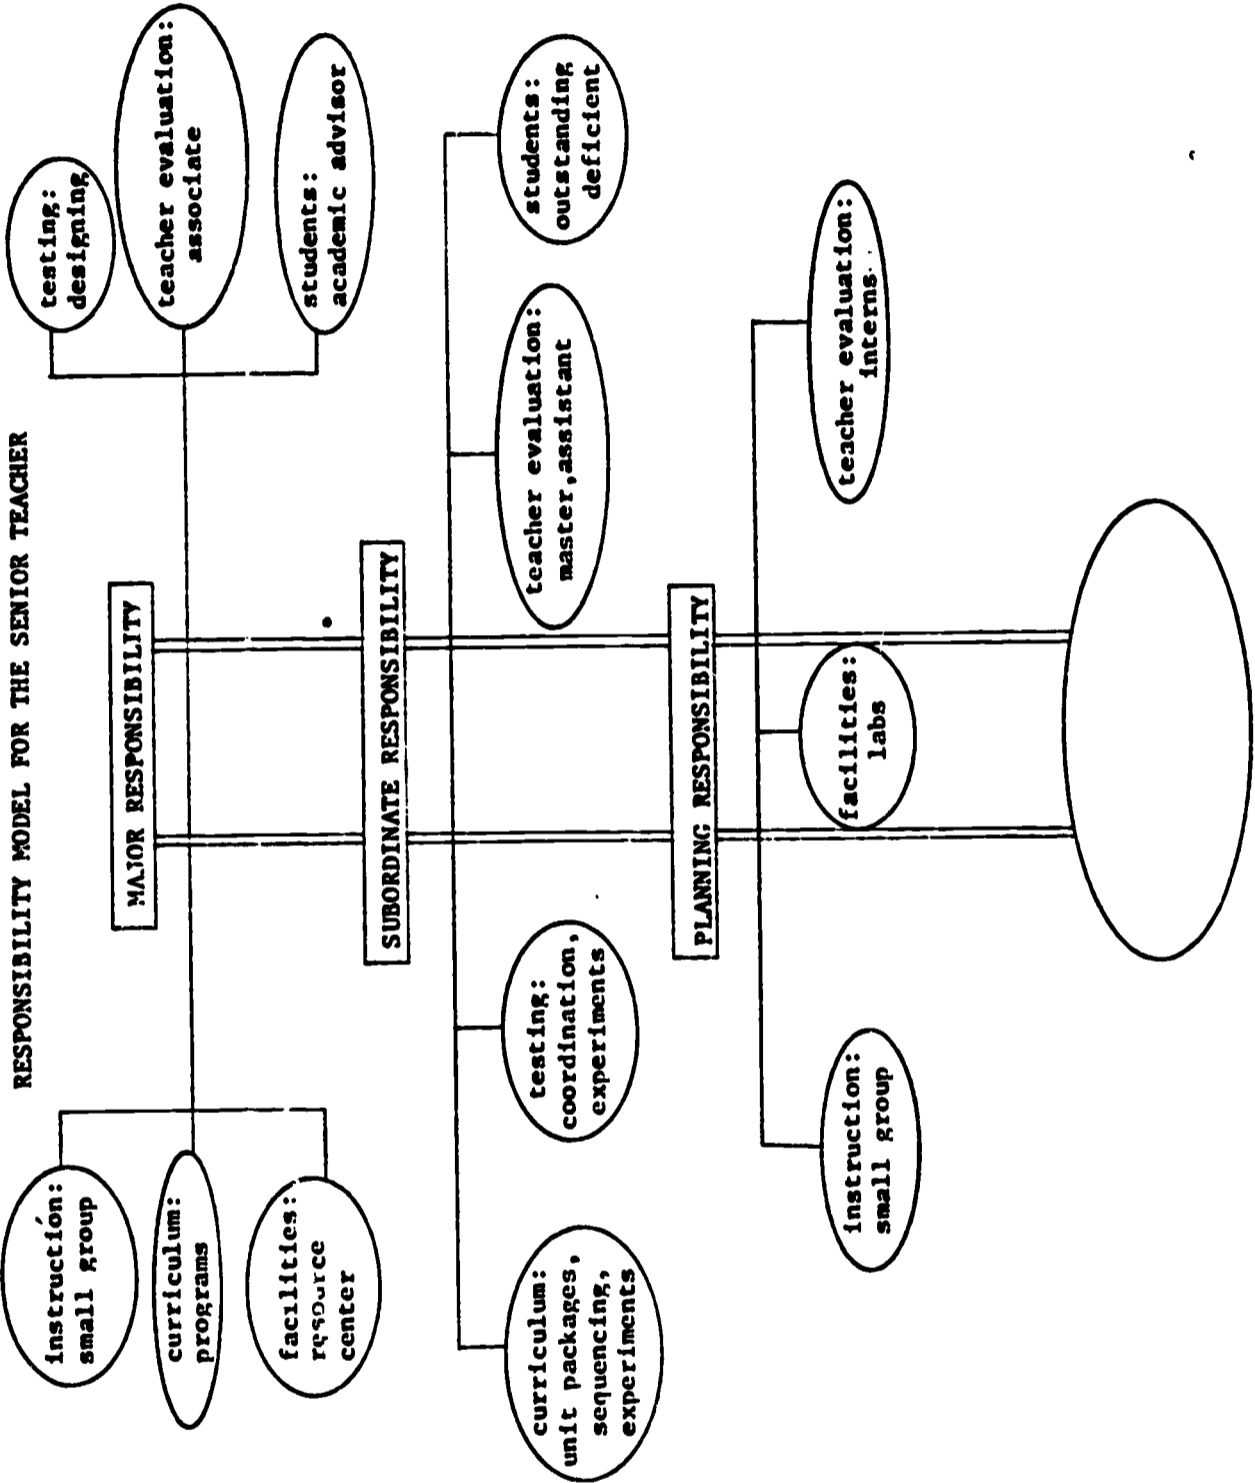 RESPONSIBILITY MODEL FOR THE SENIOR TEACHER
MAJOR RESPONSIBILITY
instruction:
small group
curriculum:
programs
facilities:
resource
center
testing:
designing
teacher evaluation:
associate
students:
academic advisor
SUBORDINATE RESPONSIBILITY
curriculum:
unit packages,
sequencing,
experiments
testing:
coordination,
experiments
teacher evaluation:
master,assistant
students:
outstanding
deficient
PLANNING RESPONSIBILITY
instruction:
small group
facilities:
labs
teacher evaluation:
interns